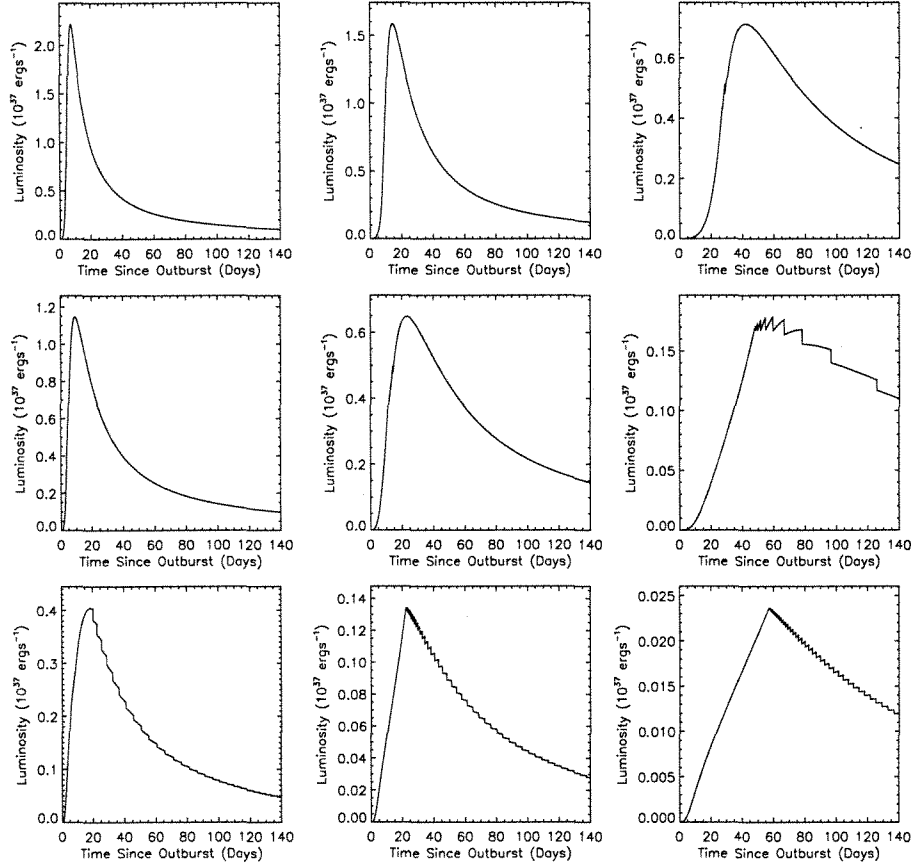 Luminosity (10³⁷ ergs⁻¹)
2.0
1.5
1.0
0.5
0.0
0 20 40 60 80 100 120 140
Time Since Outburst (Days)
Luminosity (10³⁷ ergs⁻¹)
1.5
1.0
0.5
0.0
0 20 40 60 80 100 120 140
Time Since Outburst (Days)
Luminosity (10³⁷ ergs⁻¹)
0.6
0.4
0.2
0.0
0 20 40 60 80 100 120 140
Time Since Outburst (Days)
Luminosity (10³⁷ ergs⁻¹)
1.2
1.0
0.8
0.6
0.4
0.2
0.0
0 20 40 60 80 100 120 140
Time Since Outburst (Days)
Luminosity (10³⁷ ergs⁻¹)
0.6
0.4
0.2
0.0
0 20 40 60 80 100 120 140
Time Since Outburst (Days)
Luminosity (10³⁷ ergs⁻¹)
0.15
0.10
0.05
0.00
0 20 40 60 80 100 120 140
Time Since Outburst (Days)
Luminosity (10³⁷ ergs⁻¹)
0.4
0.3
0.2
0.1
0.0
0 20 40 60 80 100 120 140
Time Since Outburst (Days)
Luminosity (10³⁷ ergs⁻¹)
0.14
0.12
0.10
0.08
0.06
0.04
0.02
0.00
0 20 40 60 80 100 120 140
Time Since Outburst (Days)
Luminosity (10³⁷ ergs⁻¹)
0.025
0.020
0.015
0.010
0.005
0.000
0 20 40 60 80 100 120 140
Time Since Outburst (Days)